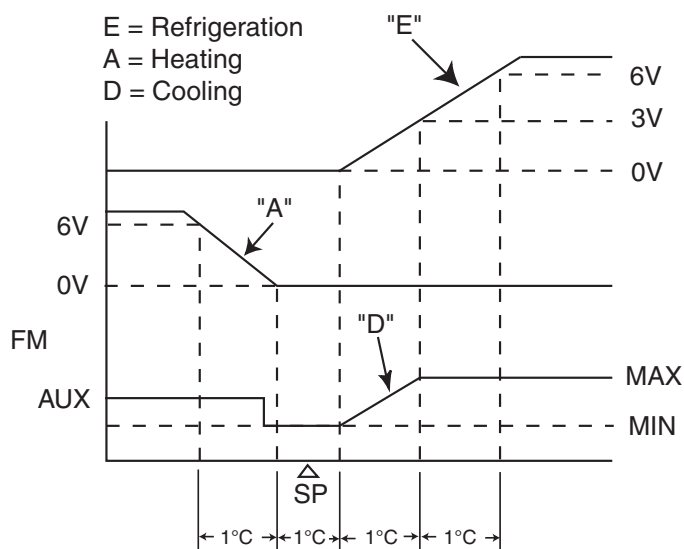 E = Refrigeration
A = Heating
D = Cooling
"E"
6V
3V
0V
"A"
6V
0V
FM
"D"
MAX
AUX
MIN
SP
1°C 1°C 1°C 1°C